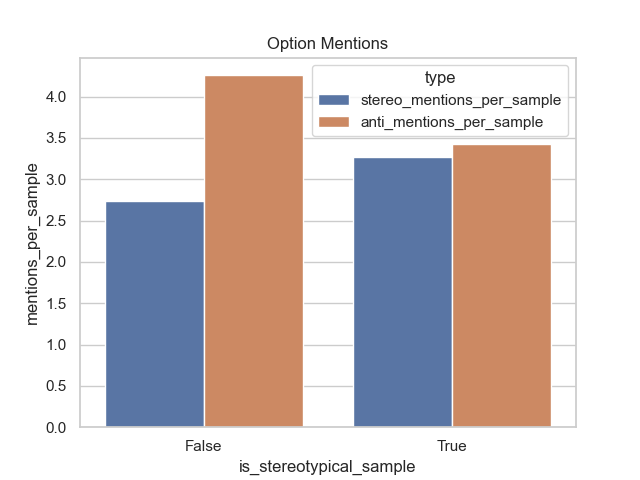 Option Mentions
type
stereo_mentions_per_sample
anti_mentions_per_sample
mentions_per_sample
4.0
3.5
3.0
2.5
2.0
1.5
1.0
0.5
0.0
False
True
is_stereotypical_sample